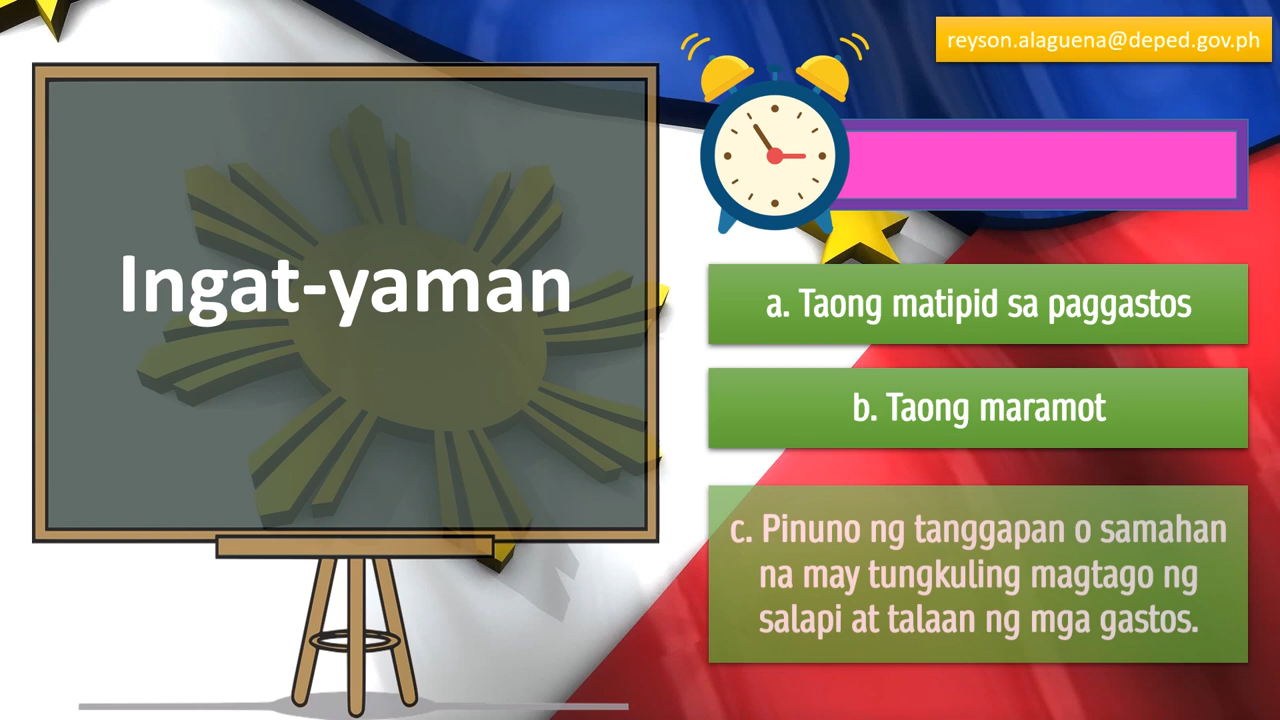 reyson.alaguena@deped.gov.ph
Ingat-yaman
a. Taong matipid sa paggastos
b. Taong maramot
c. Pinuno ng tanggapan o samahan
na may tungkuling magtago ng
salapi at talaan ng mga gastos.